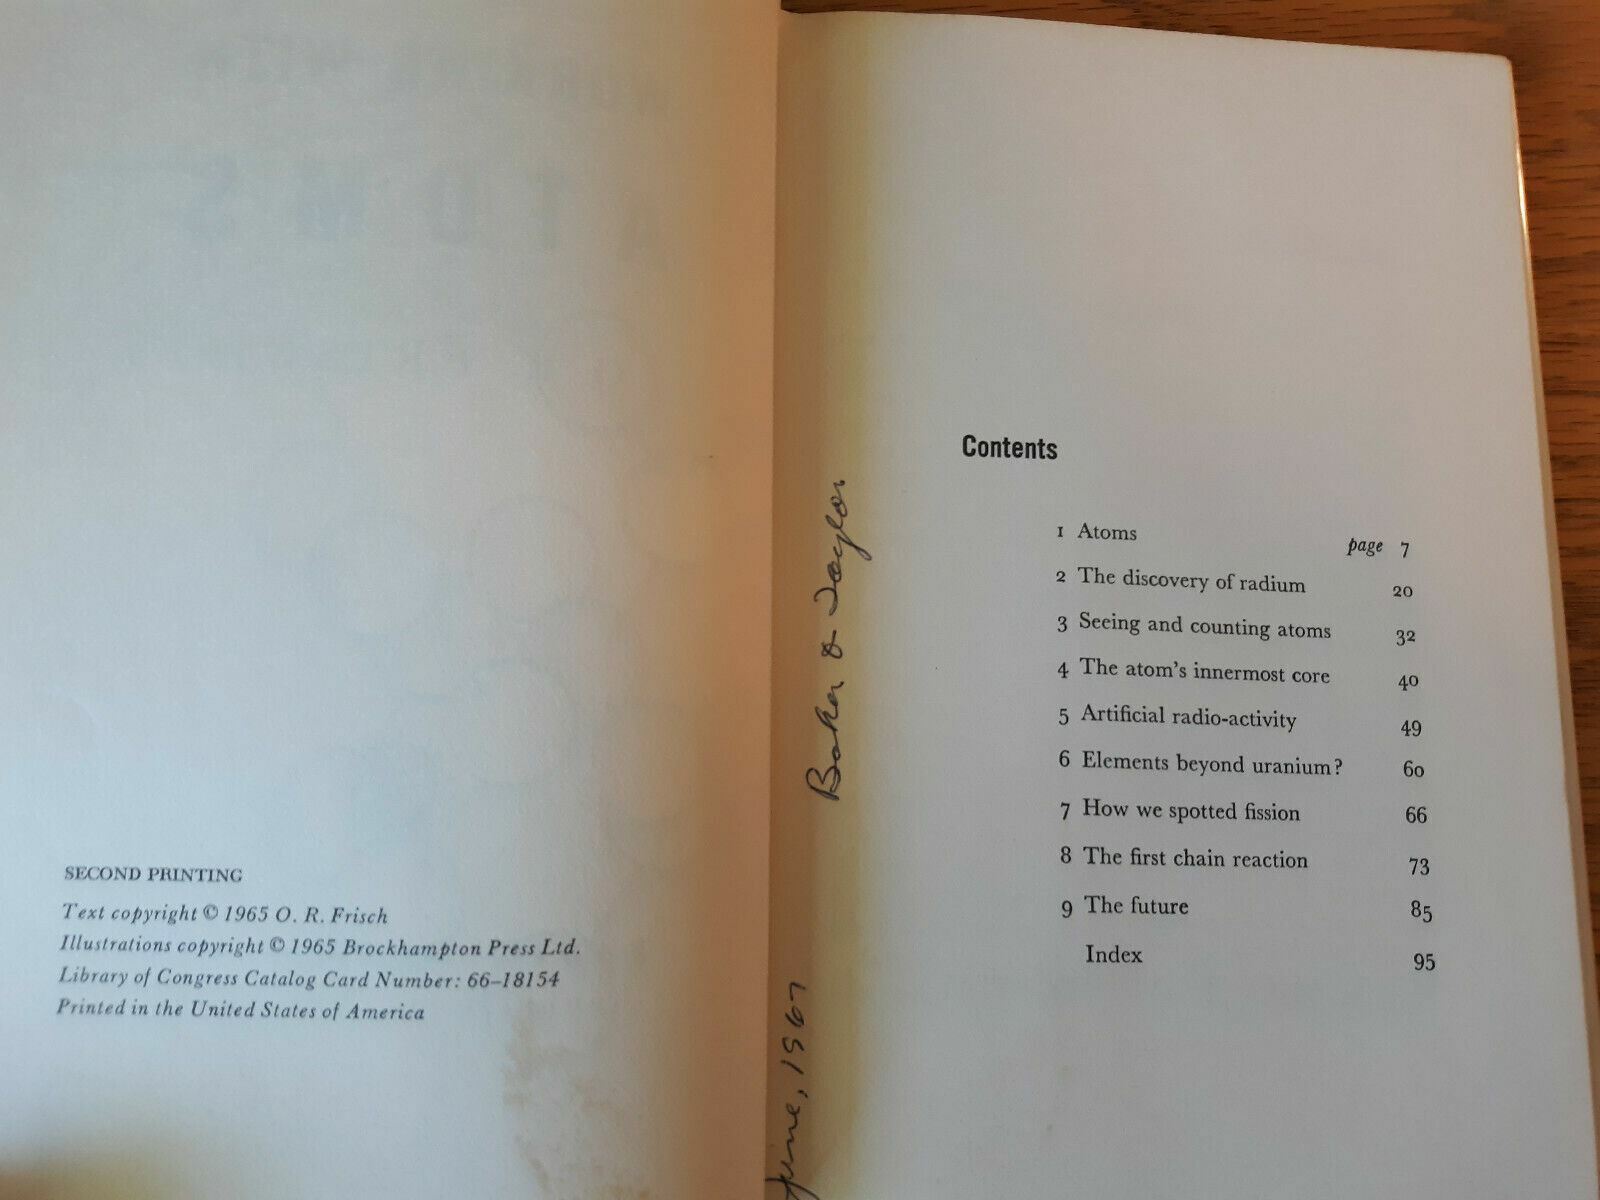 SECOND PRINTING
Text copyright © 1965 O. R. Frisch
Illustrations copyright © 1965 Brockhampton Press Ltd.
Library of Congress Catalog Card Number: 66–18154
Printed in the United States of America
Baker & Taylor
June, 1967
Contents
1 Atoms page 7
2 The discovery of radium 20
3 Seeing and counting atoms 32
4 The atom's innermost core 40
5 Artificial radio-activity 49
6 Elements beyond uranium? 60
7 How we spotted fission 66
8 The first chain reaction 73
9 The future 85
Index 95